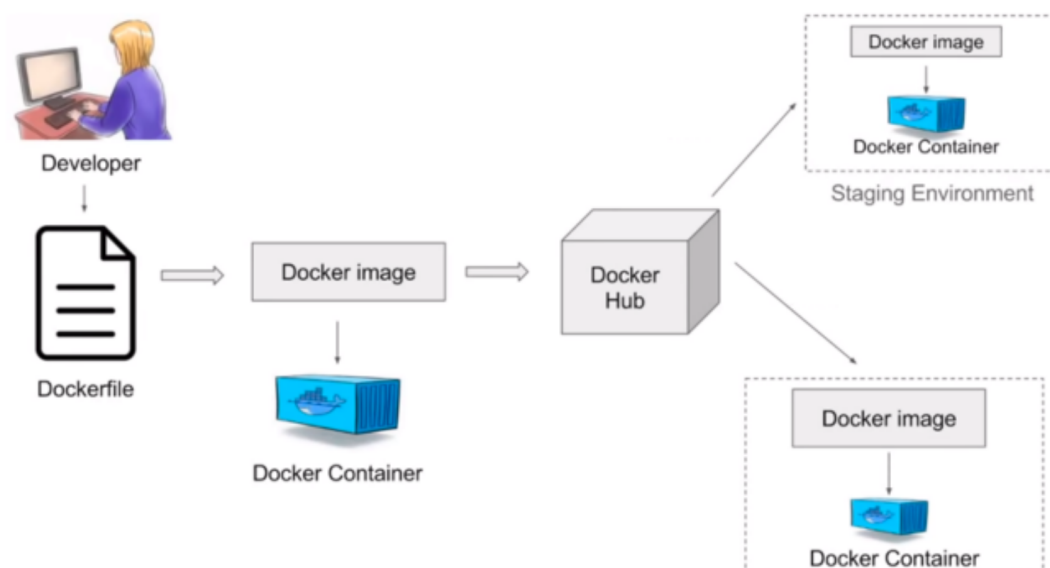 Developer
Dockerfile
Docker image
Docker Container
Docker
Hub
Docker image
Docker Container
Staging Environment
Docker image
Docker Container